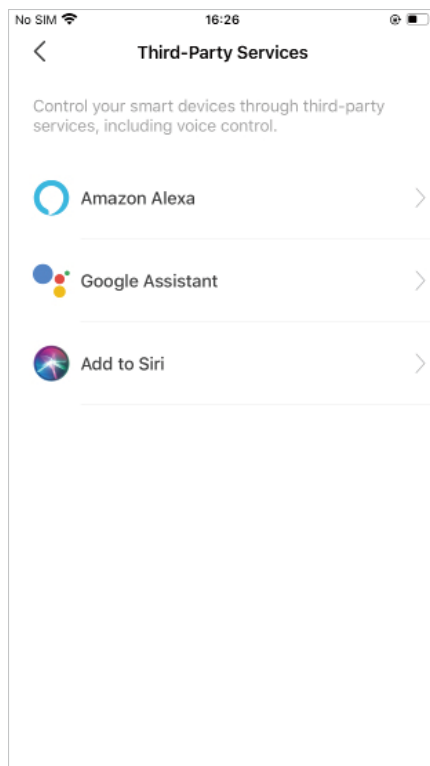 No SIM 16:26
Third-Party Services
Control your smart devices through third-party
services, including voice control.
Amazon Alexa
Google Assistant
Add to Siri